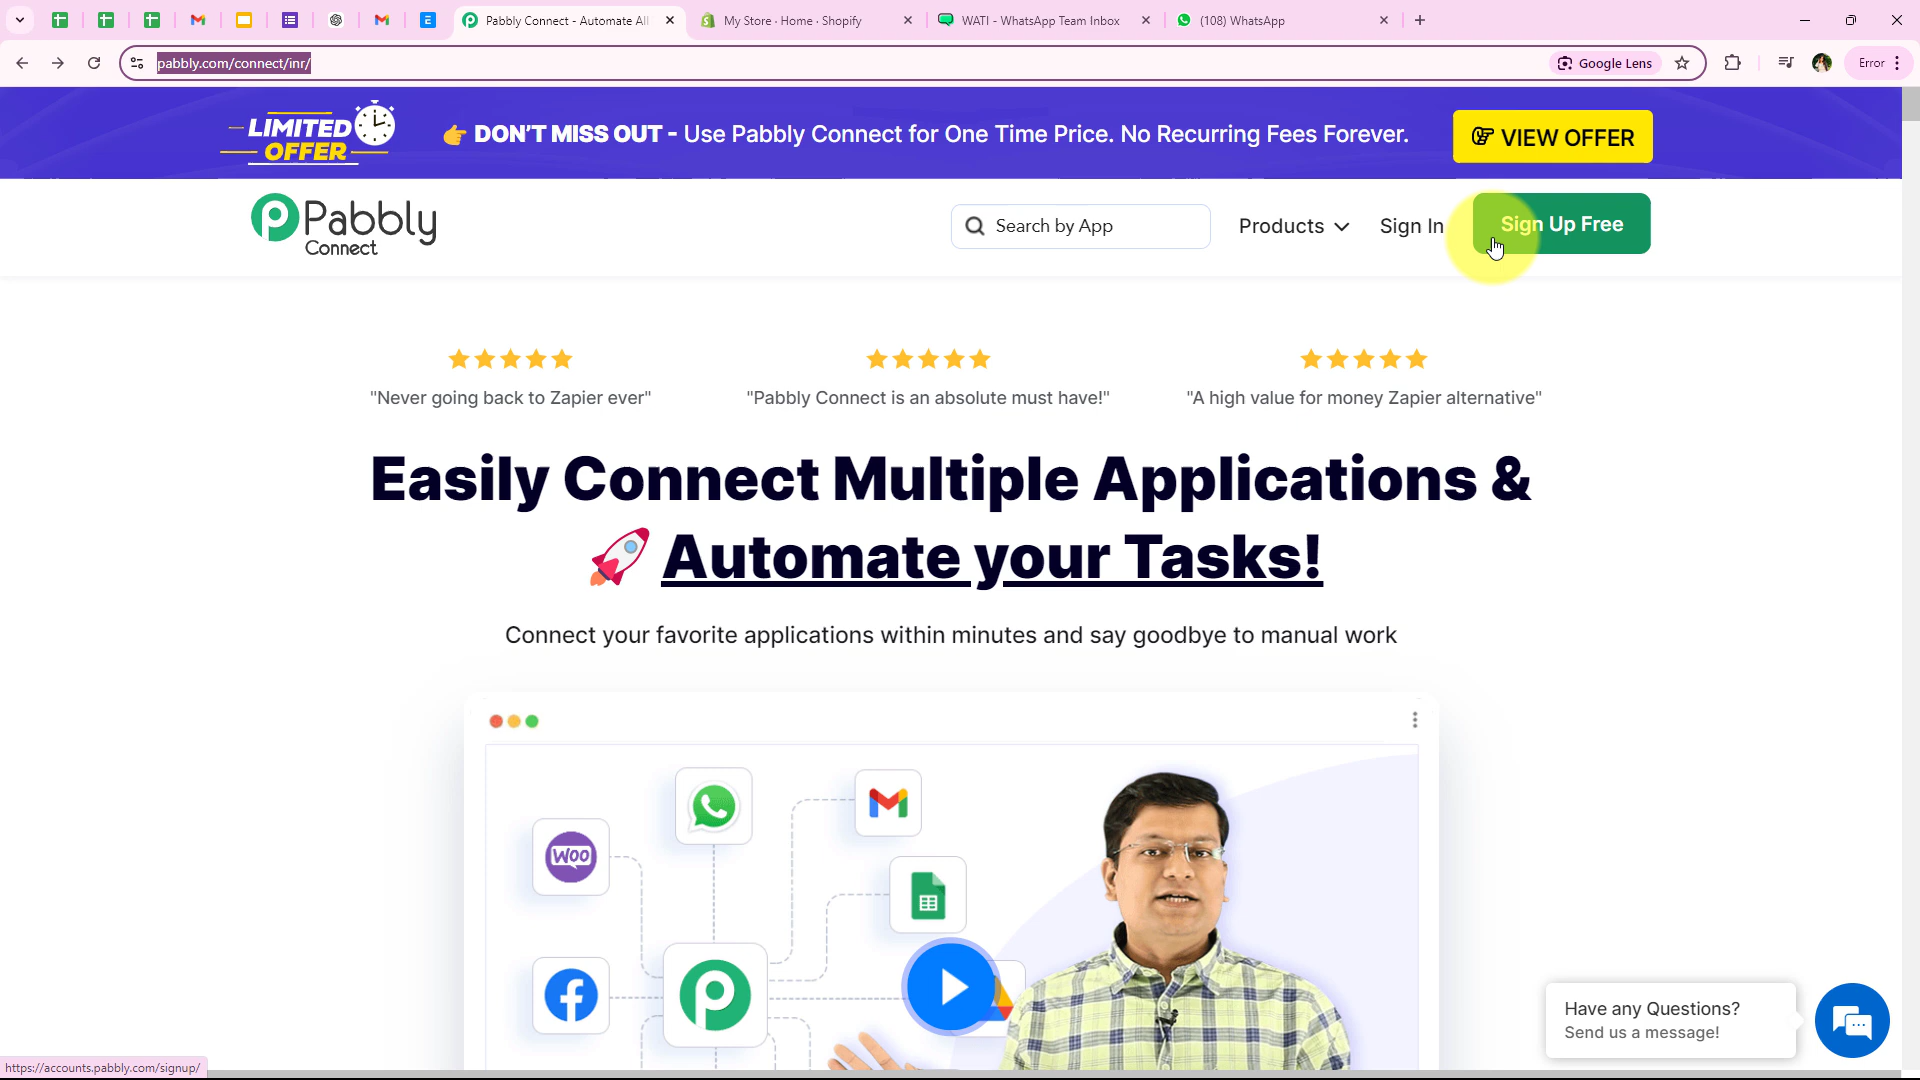 Pabbly Connect - Automate All
My Store · Home · Shopify
WATI - WhatsApp Team Inbox
(108) WhatsApp
pabbly.com/connect/inr/
Google Lens
Error
LIMITED
OFFER
👉 DON'T MISS OUT - Use Pabbly Connect for One Time Price. No Recurring Fees Forever.
VIEW OFFER
Pabbly
Connect
Search by App
Products
Sign In
Sign Up Free
"Never going back to Zapier ever"
"Pabbly Connect is an absolute must have!"
"A high value for money Zapier alternative"
Easily Connect Multiple Applications &
🚀 Automate your Tasks!
Connect your favorite applications within minutes and say goodbye to manual work
WOO
Have any Questions?
Send us a message!
https://accounts.pabbly.com/signup/